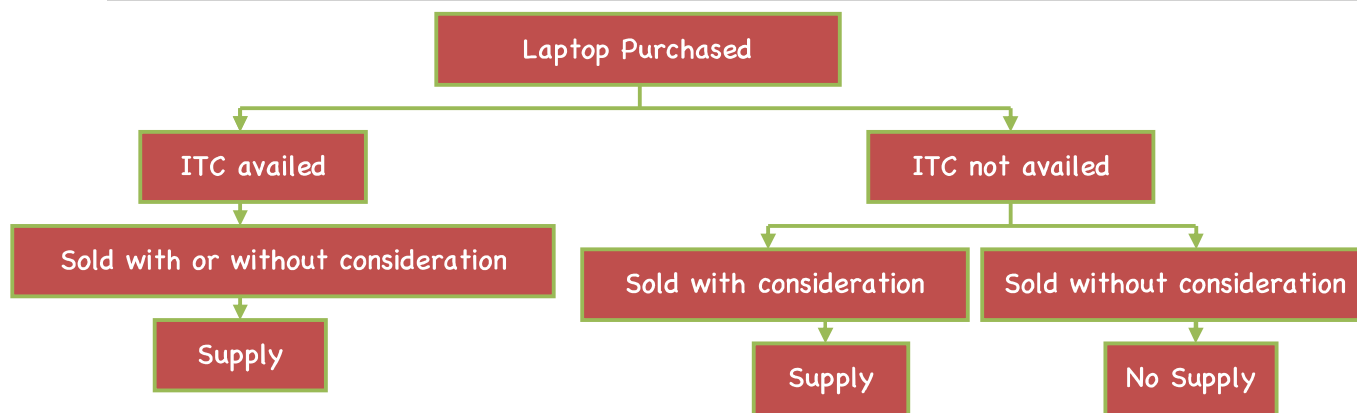 Laptop Purchased
ITC availed
ITC not availed
Sold with or without consideration
Sold with consideration
Sold without consideration
Supply
Supply
No Supply